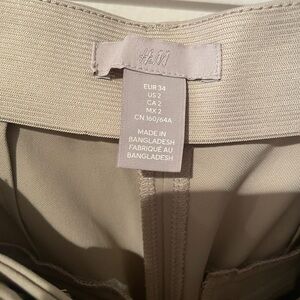 H&M
EUR 34
US 2
CA 2
MX 2
CN 160/64A
MADE IN
BANGLADESH
FABRIQUÉ AU
BANGLADESH